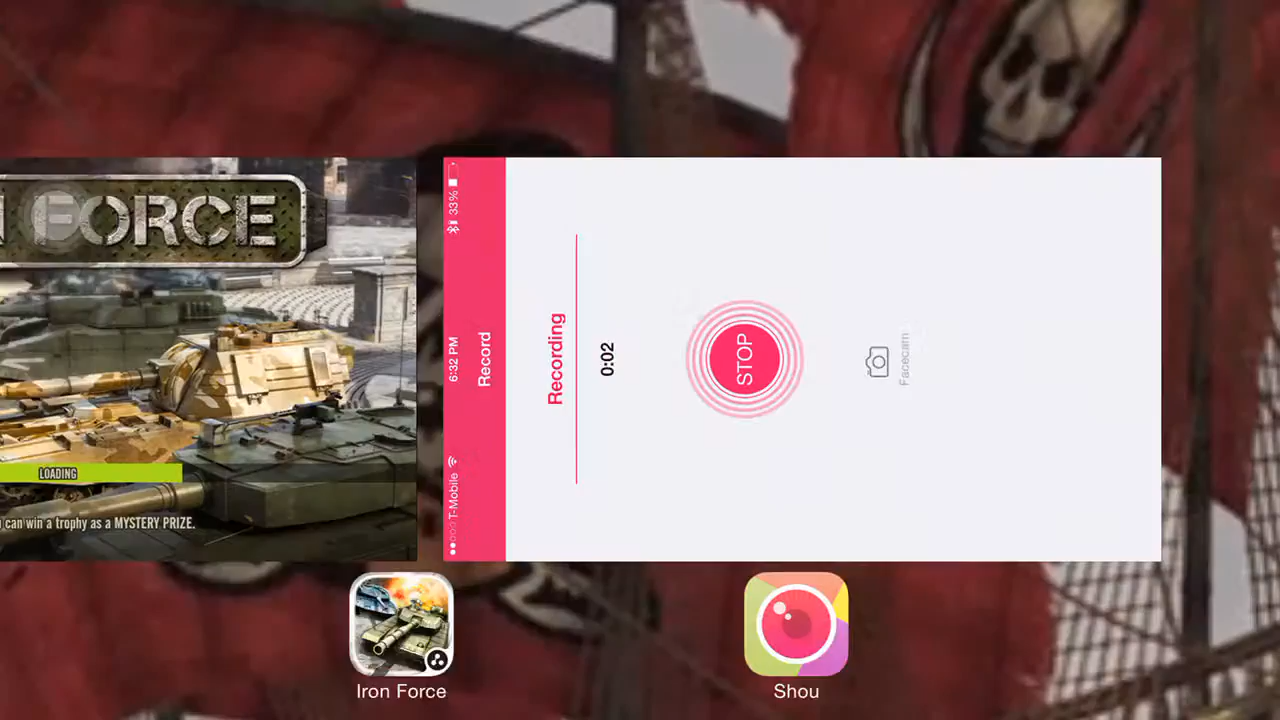 FORCE
LOADING
can win a trophy as a MYSTERY PRIZE.
T-Mobile
6:32 PM
33%
Record
Recording
0:02
STOP
Facecam
Iron Force
Shou